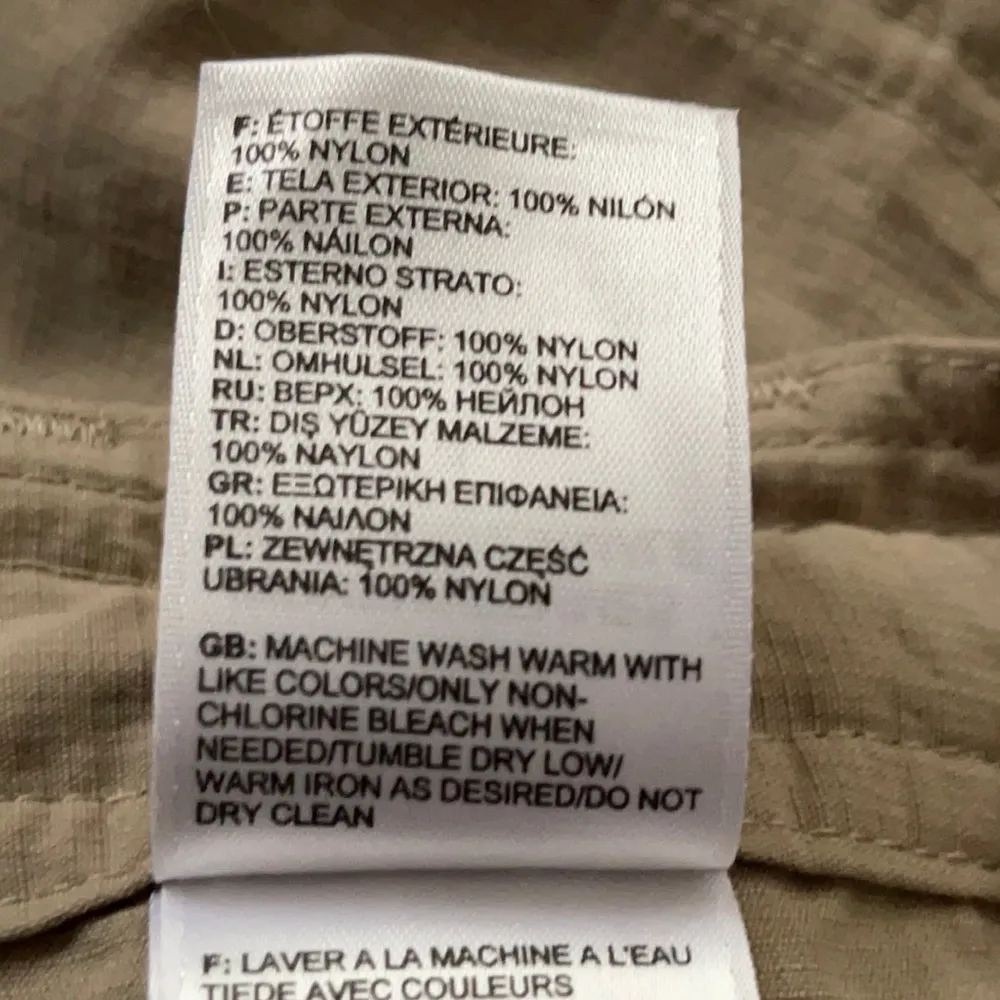 F: ÉTOFFE EXTÉRIEURE:
100% NYLON
E: TELA EXTERIOR: 100% NILÓN
P: PARTE EXTERNA:
100% NÁILON
I: ESTERNO STRATO:
100% NYLON
D: OBERSTOFF: 100% NYLON
NL: OMHULSEL: 100% NYLON
RU: ВЕРХ: 100% НЕЙЛОН
TR: DIŞ YÛZEY MALZEME:
100% NAYLON
GR: ΕΞΩΤΕΡΙΚΗ ΕΠΙΦΑΝΕΙΑ:
100% ΝΑΙΛΟΝ
PL: ZEWNĘTRZNA CZĘŚĆ
UBRANIA: 100% NYLON
GB: MACHINE WASH WARM WITH
LIKE COLORS/ONLY NON-
CHLORINE BLEACH WHEN
NEEDED/TUMBLE DRY LOW/
WARM IRON AS DESIRED/DO NOT
DRY CLEAN
F: LAVER A LA MACHINE A L'EAU
TIEDE AVEC COULEURS